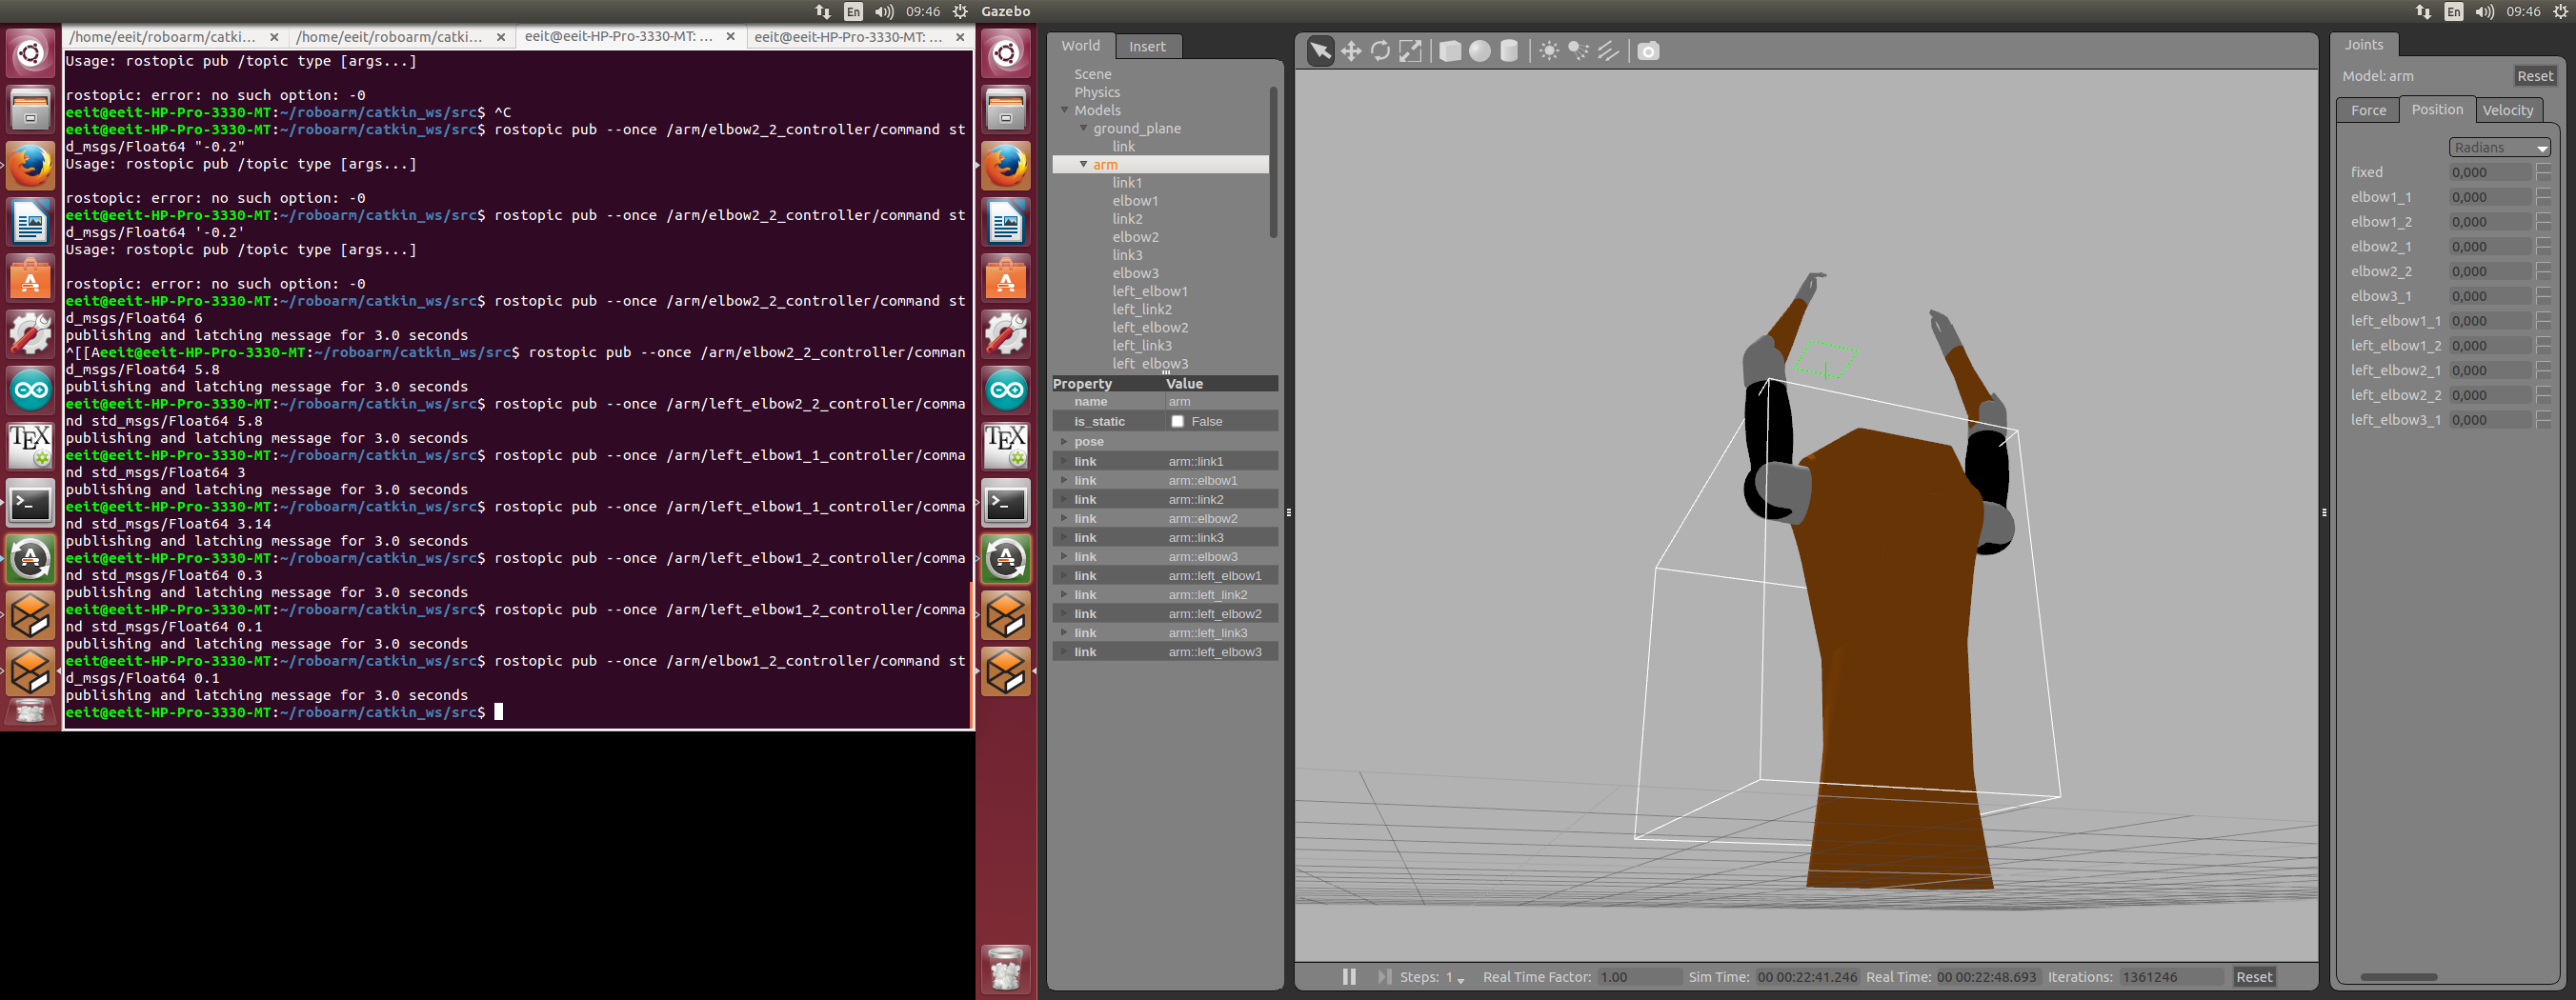 En 09:46 Gazebo
En 09:46
/home/eeit/roboarm/catki... /home/eeit/roboarm/catki... eeit@eeit-HP-Pro-3330-MT: ... eeit@eeit-HP-Pro-3330-MT: ...
Usage: rostopic pub /topic type [args...]
rostopic: error: no such option: -0
eeit@eeit-HP-Pro-3330-MT:~/roboarm/catkin_ws/src$ ^C
eeit@eeit-HP-Pro-3330-MT:~/roboarm/catkin_ws/src$ rostopic pub --once /arm/elbow2_2_controller/command st
d_msgs/Float64 "-0.2"
Usage: rostopic pub /topic type [args...]
rostopic: error: no such option: -0
eeit@eeit-HP-Pro-3330-MT:~/roboarm/catkin_ws/src$ rostopic pub --once /arm/elbow2_2_controller/command st
d_msgs/Float64 '-0.2'
Usage: rostopic pub /topic type [args...]
rostopic: error: no such option: -0
eeit@eeit-HP-Pro-3330-MT:~/roboarm/catkin_ws/src$ rostopic pub --once /arm/elbow2_2_controller/command st
d_msgs/Float64 6
publishing and latching message for 3.0 seconds
^[[Aeeit@eeit-HP-Pro-3330-MT:~/roboarm/catkin_ws/src$ rostopic pub --once /arm/elbow2_2_controller/comman
d_msgs/Float64 5.8
publishing and latching message for 3.0 seconds
eeit@eeit-HP-Pro-3330-MT:~/roboarm/catkin_ws/src$ rostopic pub --once /arm/left_elbow2_2_controller/comma
nd std_msgs/Float64 5.8
publishing and latching message for 3.0 seconds
eeit@eeit-HP-Pro-3330-MT:~/roboarm/catkin_ws/src$ rostopic pub --once /arm/left_elbow1_1_controller/comma
nd std_msgs/Float64 3
publishing and latching message for 3.0 seconds
eeit@eeit-HP-Pro-3330-MT:~/roboarm/catkin_ws/src$ rostopic pub --once /arm/left_elbow1_1_controller/comma
nd std_msgs/Float64 3.14
publishing and latching message for 3.0 seconds
eeit@eeit-HP-Pro-3330-MT:~/roboarm/catkin_ws/src$ rostopic pub --once /arm/left_elbow1_2_controller/comma
nd std_msgs/Float64 0.3
publishing and latching message for 3.0 seconds
eeit@eeit-HP-Pro-3330-MT:~/roboarm/catkin_ws/src$ rostopic pub --once /arm/left_elbow1_2_controller/comma
nd std_msgs/Float64 0.1
publishing and latching message for 3.0 seconds
eeit@eeit-HP-Pro-3330-MT:~/roboarm/catkin_ws/src$ rostopic pub --once /arm/elbow1_2_controller/command st
d_msgs/Float64 0.1
publishing and latching message for 3.0 seconds
eeit@eeit-HP-Pro-3330-MT:~/roboarm/catkin_ws/src$
TEX
TEX
World Insert
Scene
Physics
Models
ground_plane
link
arm
link1
elbow1
link2
elbow2
link3
elbow3
left_elbow1
left_link2
left_elbow2
left_link3
left_elbow3
Property Value
name arm
is_static False
pose
link arm::link1
link arm::elbow1
link arm::link2
link arm::elbow2
link arm::link3
link arm::elbow3
link arm::left_elbow1
link arm::left_link2
link arm::left_elbow2
link arm::left_link3
link arm::left_elbow3
Steps: 1 Real Time Factor: 1.00 Sim Time: 00 00:22:41.246 Real Time: 00 00:22:48.693 Iterations: 1361246 Reset
Joints
Model: arm Reset
Force Position Velocity
Radians
fixed 0,000
elbow1_1 0,000
elbow1_2 0,000
elbow2_1 0,000
elbow2_2 0,000
elbow3_1 0,000
left_elbow1_1 0,000
left_elbow1_2 0,000
left_elbow2_1 0,000
left_elbow2_2 0,000
left_elbow3_1 0,000